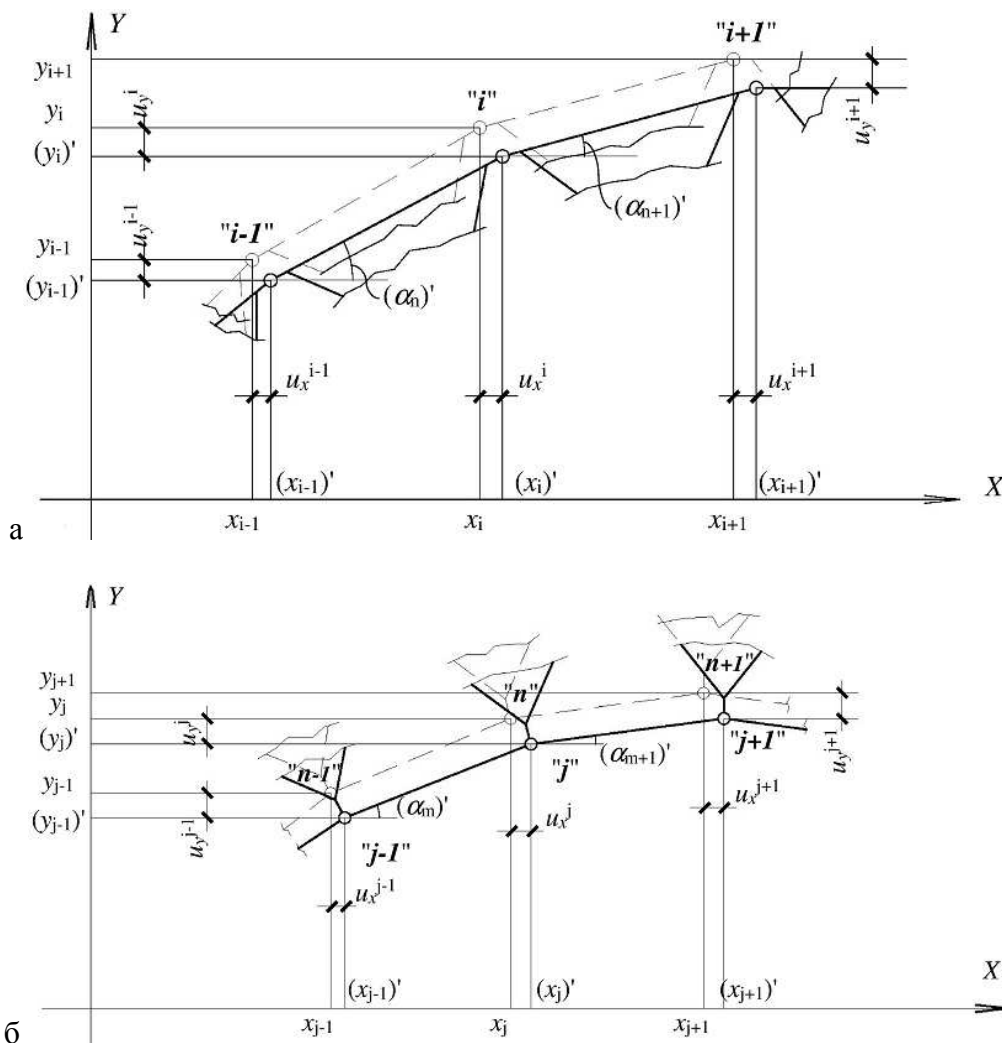 Y
"i+1"
y_{i+1}
u_y^i
"i"
y_i
u_y^{i+1}
(y_i)'
(α_{n+1})'
u_y^{i-1}
"i-1"
y_{i-1}
(y_{i-1})'
(α_n)'
u_x^{i-1} u_x^i u_x^{i+1}
(x_{i-1})' (x_i)' (x_{i+1})'
X
x_{i-1} x_i x_{i+1}
а
Y
y_{j+1}
"n" "n+1"
y_j
u_y^j
(y_j)'
"j+1"
u_y^{j+1}
"n-1"
"j"
(α_{m+1})'
y_{j-1}
u_x^{j+1}
(α_m)'
u_x^j
(y_{j-1})'
u_y^{j-1}
"j-1"
u_x^{j-1}
X
(x_{j-1})' (x_j)' (x_{j+1})'
x_{j-1} x_j x_{j+1}
б